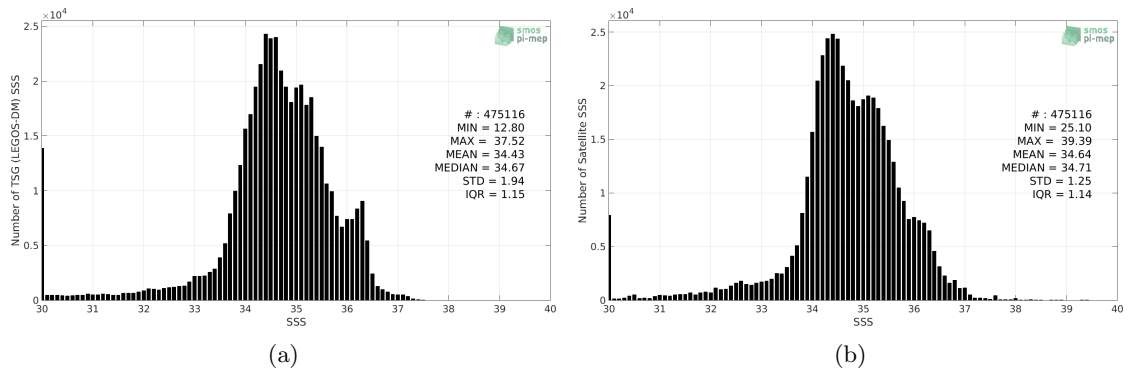 ×10⁴
2.5
2
1.5
1
0.5
0
30 31 32 33 34 35 36 37 38 39 40
SSS
Number of TSG (LEGOS-DM) SSS
smos
pi-mep
# : 475116
MIN = 12.80
MAX = 37.52
MEAN = 34.43
MEDIAN = 34.67
STD = 1.94
IQR = 1.15
(a)
×10⁴
2.5
2
1.5
1
0.5
0
30 31 32 33 34 35 36 37 38 39 40
SSS
Number of Satellite SSS
smos
pi-mep
# : 475116
MIN = 25.10
MAX = 39.39
MEAN = 34.64
MEDIAN = 34.71
STD = 1.25
IQR = 1.14
(b)